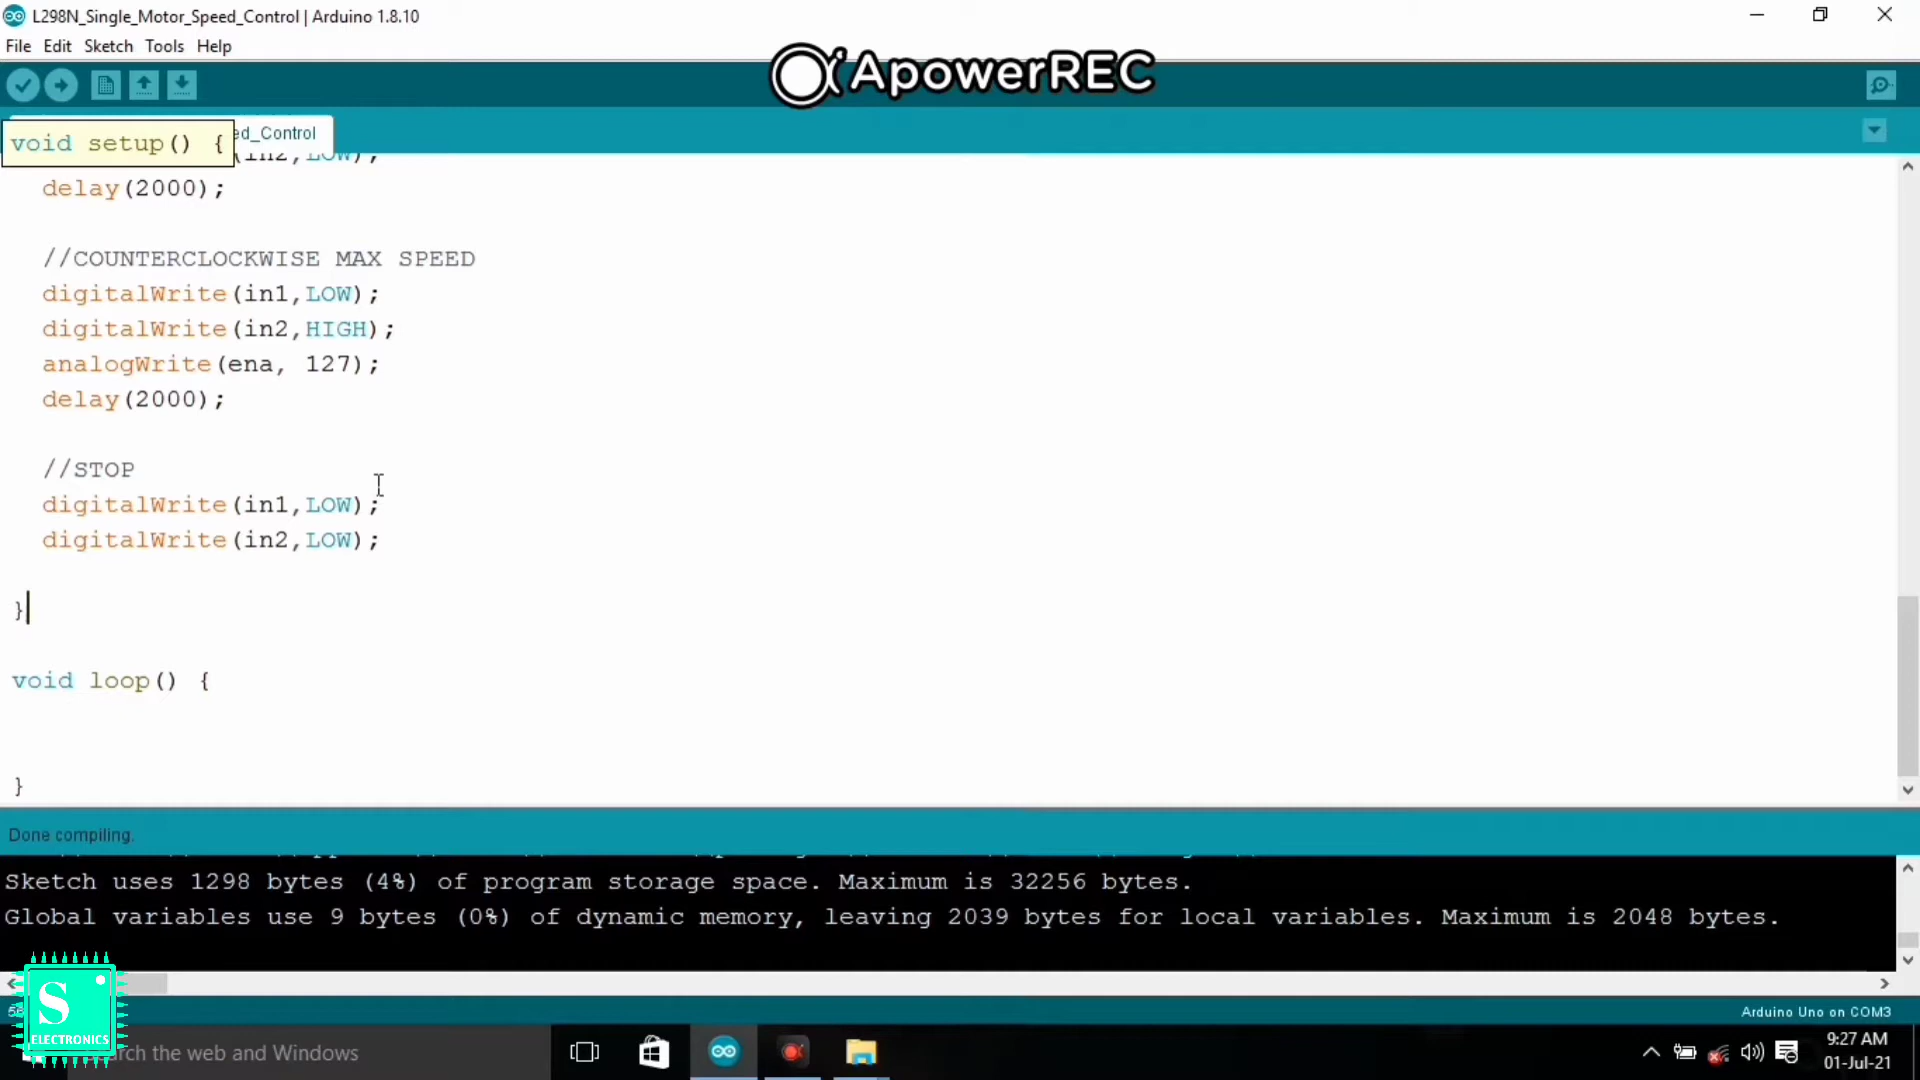 L298N_Single_Motor_Speed_Control | Arduino 1.8.10
File Edit Sketch Tools Help
ApowerREC
void setup() {
ed_Control
(in2,LOW);
delay(2000);
//COUNTERCLOCKWISE MAX SPEED
digitalWrite(in1,LOW);
digitalWrite(in2,HIGH);
analogWrite(ena, 127);
delay(2000);
//STOP
digitalWrite(in1,LOW);
digitalWrite(in2,LOW);
}
void loop() {
}
Done compiling.
Sketch uses 1298 bytes (4%) of program storage space. Maximum is 32256 bytes.
Global variables use 9 bytes (0%) of dynamic memory, leaving 2039 bytes for local variables. Maximum is 2048 bytes.
Arduino Uno on COM3
S
ELECTRONICS
the web and Windows
9:27 AM
01-Jul-21